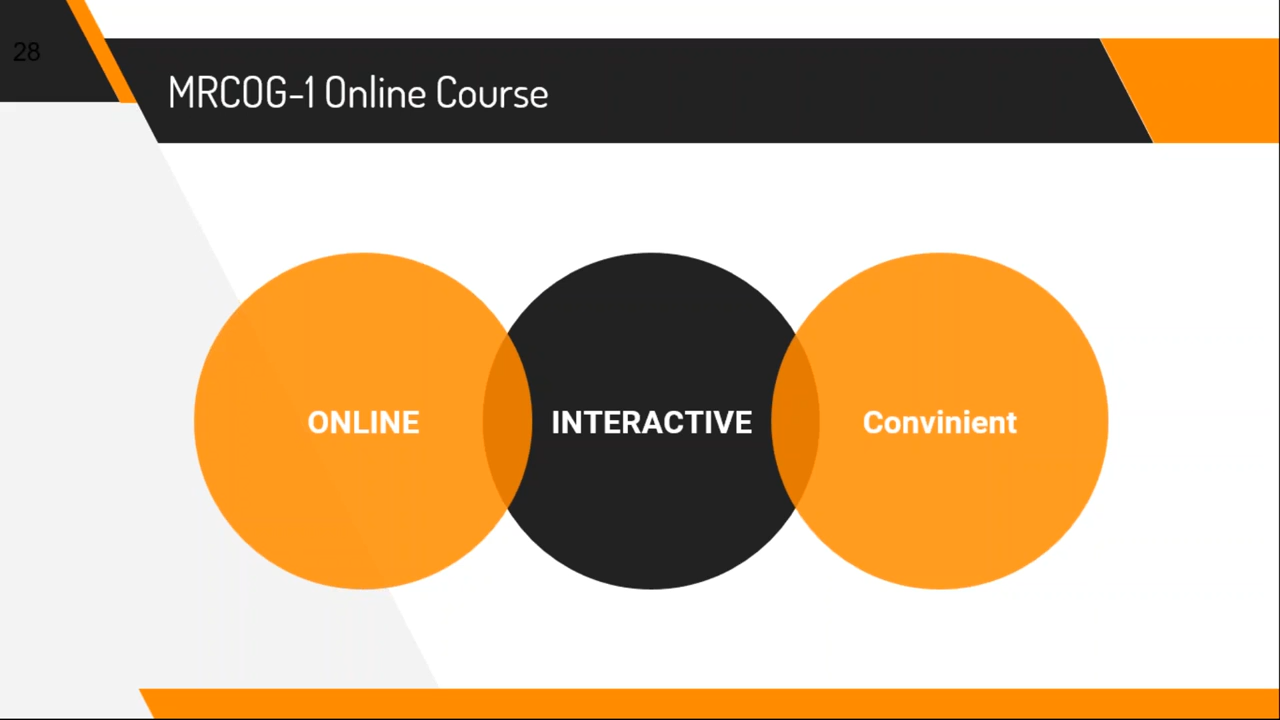 28
MRCOG-1 Online Course
ONLINE
INTERACTIVE
Convinient